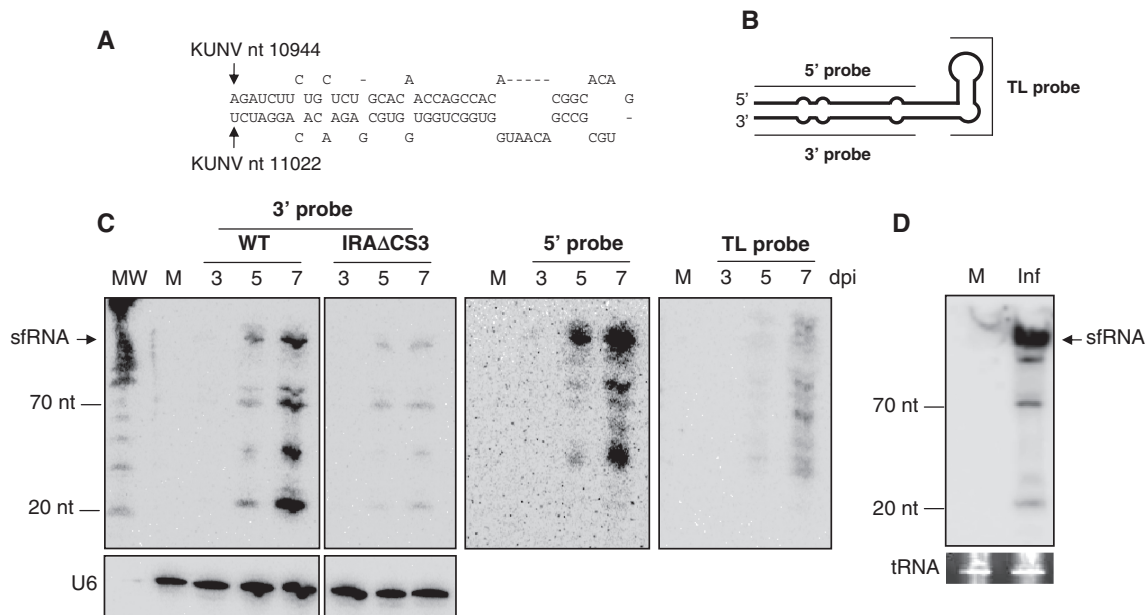 A
KUNV nt 10944
C C - A A----- ACA
AGAUCUU UG UCU GCAC ACCAGCCAC CGGC G
UCUAGGA AC AGA CGUG UGGUCGGUG GCCG -
C A G G GUAACA CGU
KUNV nt 11022
B
5' probe
5'
3'
3' probe
TL probe
C
3' probe
WT IRAΔCS3 5' probe TL probe
MW M 3 5 7 3 5 7 M 3 5 7 M 3 5 7 dpi
sfRNA
70 nt
20 nt
U6
D
M Inf
sfRNA
70 nt
20 nt
tRNA